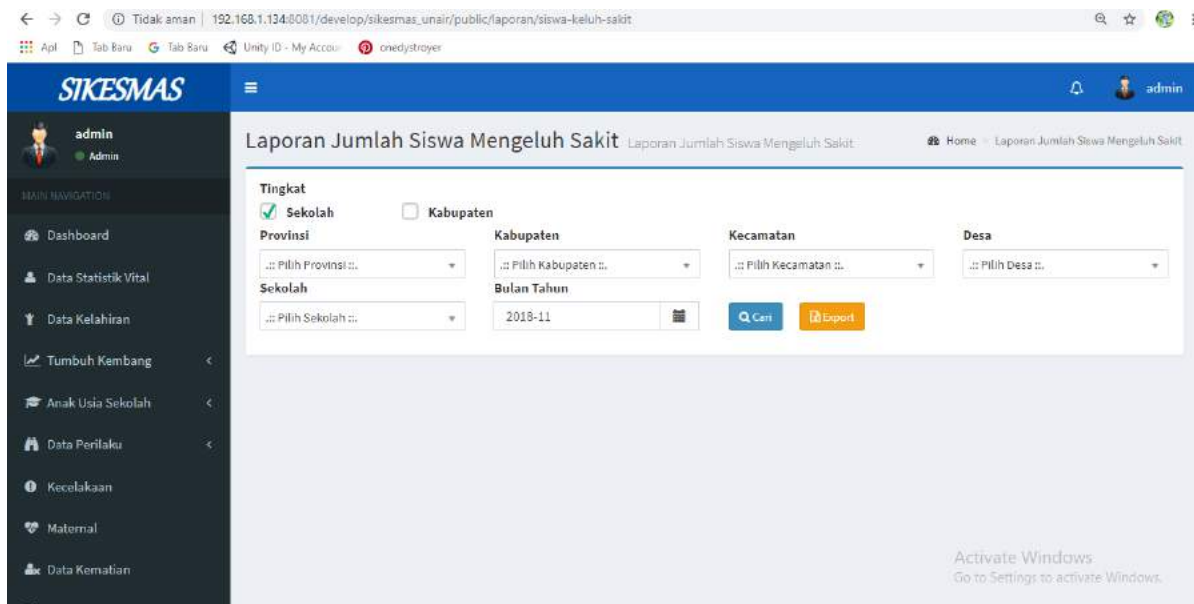 Tidak aman | 192.168.1.134:8081/develop/sikesmas_unair/public/laporan/siswa-keluh-sakit
Apl Tab Baru Tab Baru Unity ID - My Accou onedystroyer
SIKESMAS
admin
admin
Admin
Laporan Jumlah Siswa Mengeluh Sakit Laporan Jumlah Siswa Mengeluh Sakit
Home - Laporan Jumlah Siswa Mengeluh Sakit
MAIN NAVIGATION
Dashboard
Data Statistik Vital
Data Kelahiran
Tumbuh Kembang
Anak Usia Sekolah
Data Perilaku
Kecelakaan
Maternal
Data Kematian
Tingkat
Sekolah Kabupaten
Provinsi Kabupaten Kecamatan Desa
.:: Pilih Provinsi ::. .:: Pilih Kabupaten ::. .:: Pilih Kecamatan ::. .:: Pilih Desa ::.
Sekolah Bulan Tahun
.:: Pilih Sekolah ::. 2018-11 Cari Export
Activate Windows
Go to Settings to activate Windows.